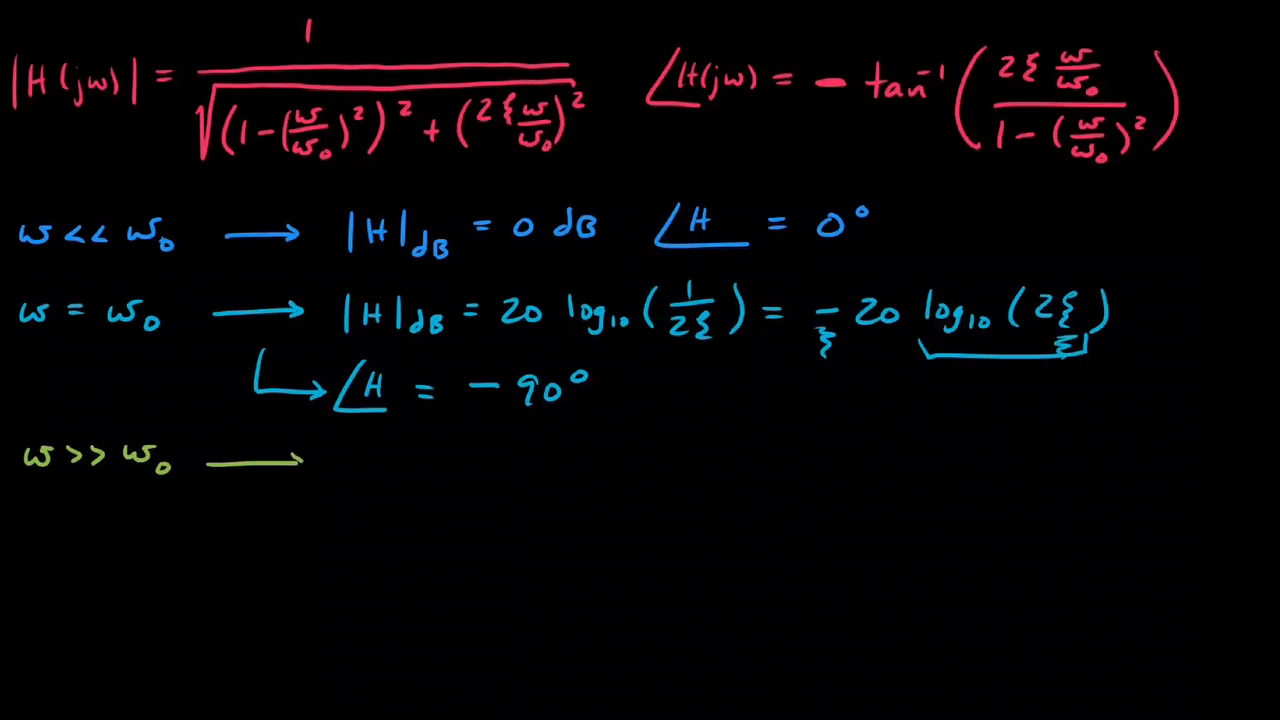 |H(jω)| = 1 / √((1 - (ω/ω₀)²)² + (2ξ ω/ω₀)²) ∠H(jω) = - tan⁻¹ (2ξ ω/ω₀ / 1 - (ω/ω₀)²)
ω << ω₀ → |H|dB = 0 dB ∠H = 0°
ω = ω₀ → |H|dB = 20 log₁₀ (1/2ξ) = - 20 log₁₀ (2ξ)
↳ ∠H = - 90°
ω >> ω₀ →